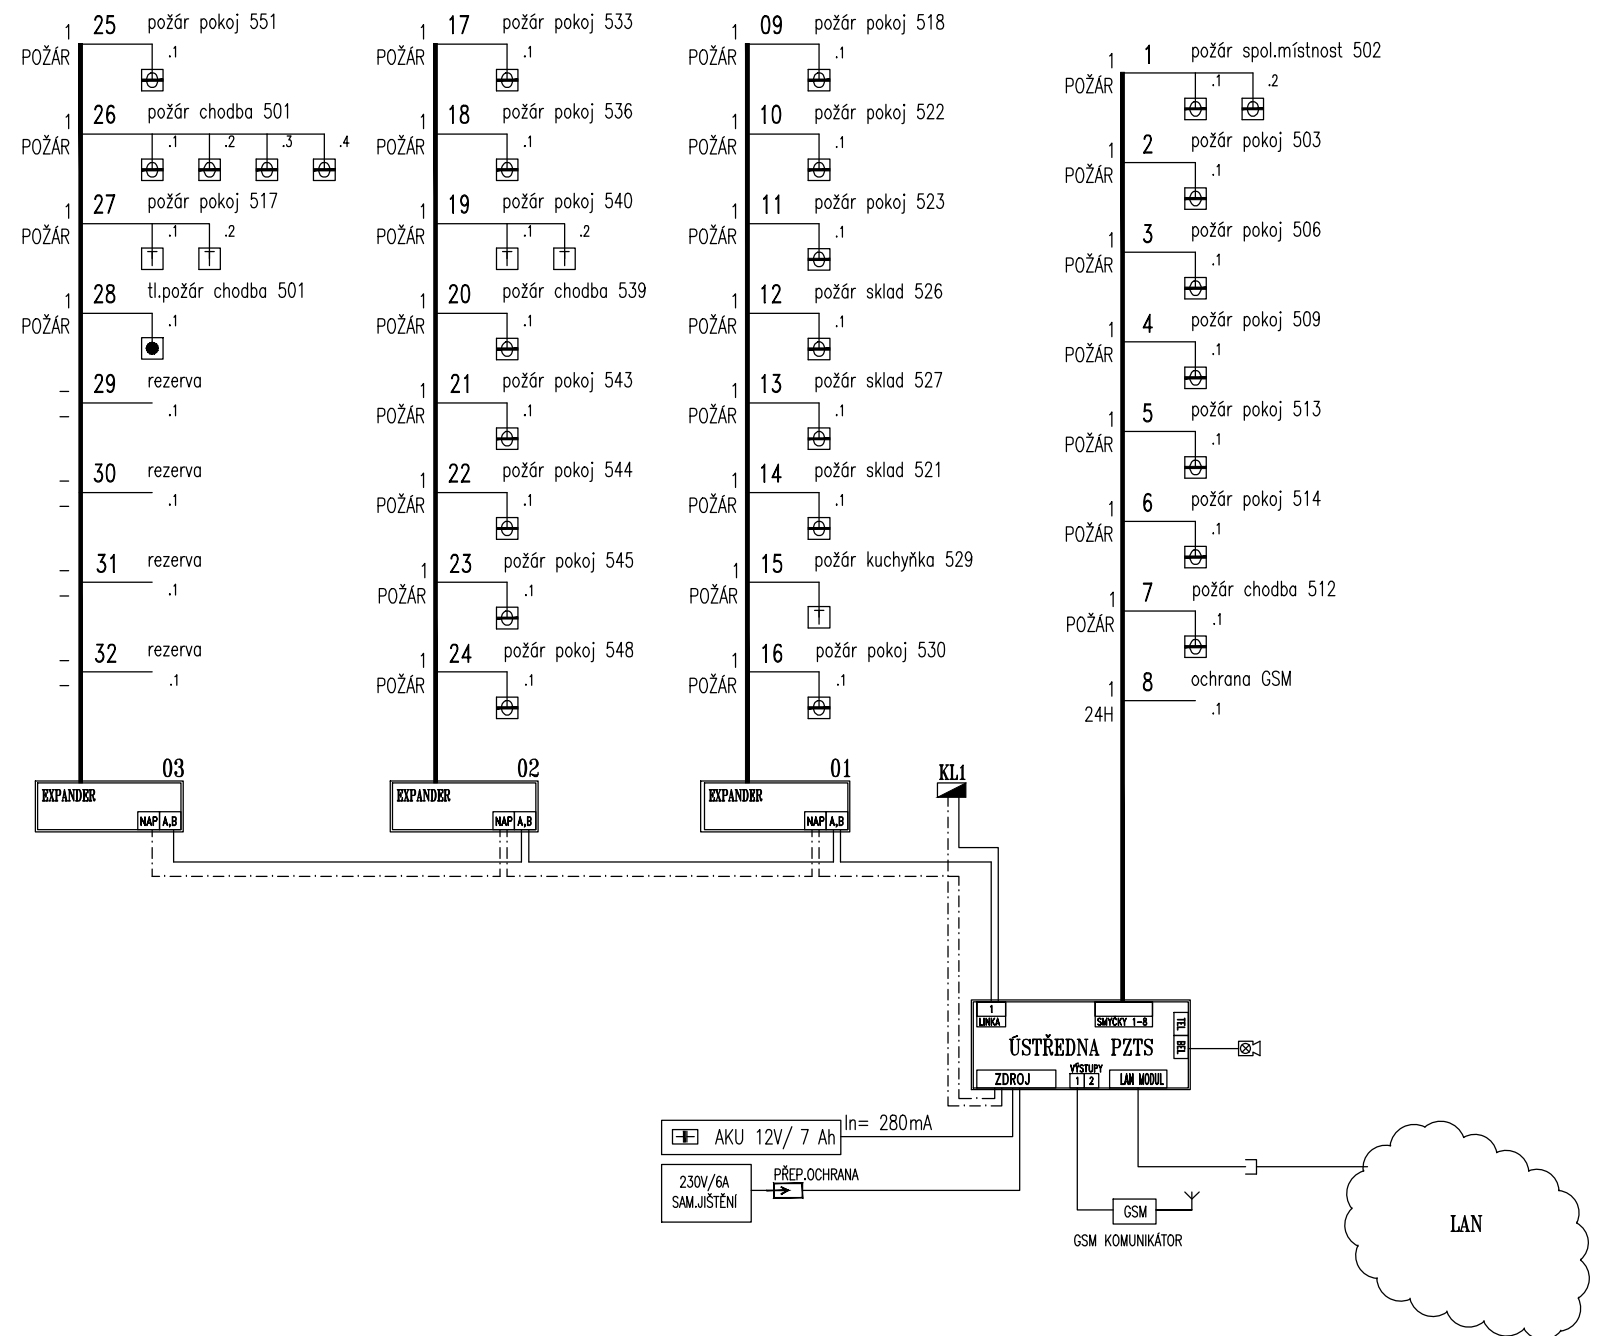 25 požár pokoj 551
1
POŽÁR
.1
26 požár chodba 501
1
POŽÁR
.1 .2 .3 .4
27 požár pokoj 517
1
POŽÁR
.1 .2
28 tl.požár chodba 501
1
POŽÁR
.1
29 rezerva
–
–
.1
30 rezerva
–
–
.1
31 rezerva
–
–
.1
32 rezerva
–
–
.1
03
EXPANDER
NAP A,B
17 požár pokoj 533
1
POŽÁR
.1
18 požár pokoj 536
1
POŽÁR
.1
19 požár pokoj 540
1
POŽÁR
.1 .2
20 požár chodba 539
1
POŽÁR
.1
21 požár pokoj 543
1
POŽÁR
.1
22 požár pokoj 544
1
POŽÁR
.1
23 požár pokoj 545
1
POŽÁR
.1
24 požár pokoj 548
1
POŽÁR
.1
02
EXPANDER
NAP A,B
09 požár pokoj 518
1
POŽÁR
.1
10 požár pokoj 522
1
POŽÁR
.1
11 požár pokoj 523
1
POŽÁR
.1
12 požár sklad 526
1
POŽÁR
.1
13 požár sklad 527
1
POŽÁR
.1
14 požár sklad 521
1
POŽÁR
.1
15 požár kuchyňka 529
1
POŽÁR
16 požár pokoj 530
1
POŽÁR
.1
01
EXPANDER
NAP A,B
KL1
1 požár spol.místnost 502
1
POŽÁR
.1 .2
2 požár pokoj 503
1
POŽÁR
.1
3 požár pokoj 506
1
POŽÁR
.1
4 požár pokoj 509
1
POŽÁR
.1
5 požár pokoj 513
1
POŽÁR
.1
6 požár pokoj 514
1
POŽÁR
.1
7 požár chodba 512
1
POŽÁR
.1
8 ochrana GSM
1
24H
.1
1
LINKA
SMYČKY 1–8
TEL
BEL
ÚSTŘEDNA PZTS
ZDROJ
VÝSTUPY
1 2
LAN MODUL
AKU 12V/ 7 Ah
In= 280mA
230V/6A
SAM.JIŠTĚNÍ
PŘEP.OCHRANA
GSM
GSM KOMUNIKÁTOR
LAN